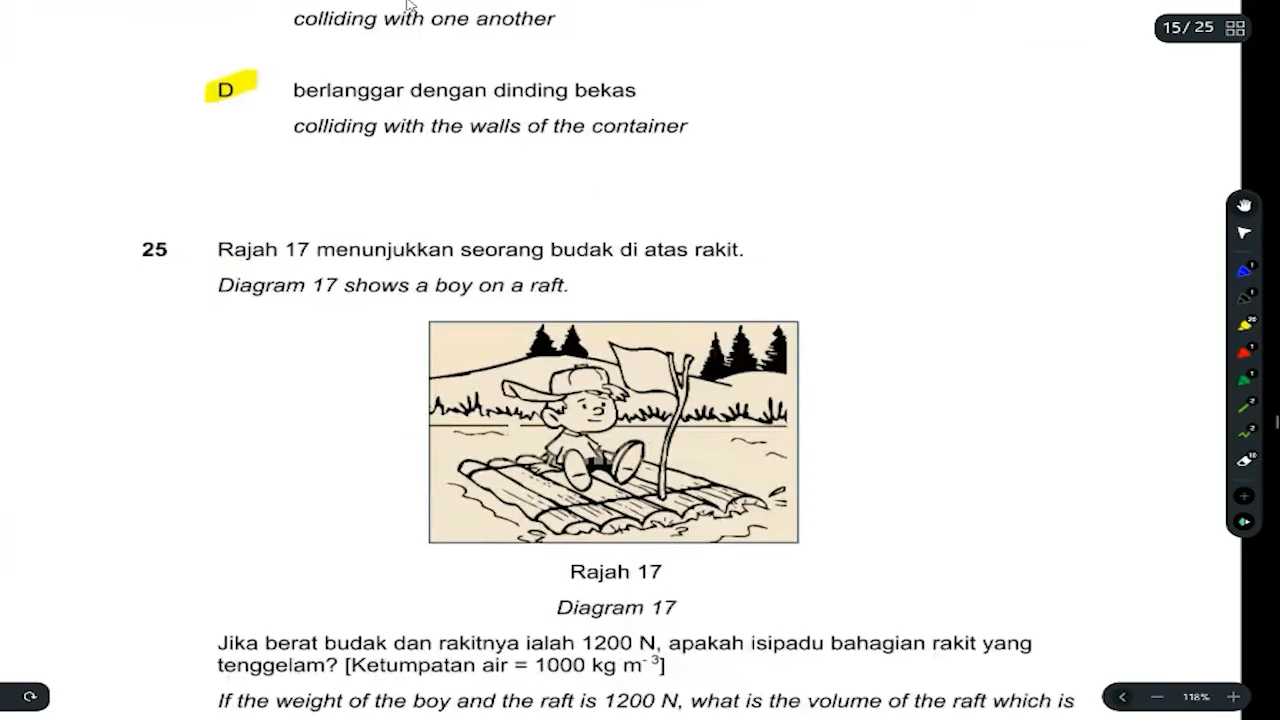 colliding with one another
15/ 25
D berlanggar dengan dinding bekas
colliding with the walls of the container
25 Rajah 17 menunjukkan seorang budak di atas rakit.
Diagram 17 shows a boy on a raft.
Rajah 17
Diagram 17
Jika berat budak dan rakitnya ialah 1200 N, apakah isipadu bahagian rakit yang
tenggelam? [Ketumpatan air = 1000 kg m⁻³]
If the weight of the boy and the raft is 1200 N, what is the volume of the raft which is
118%